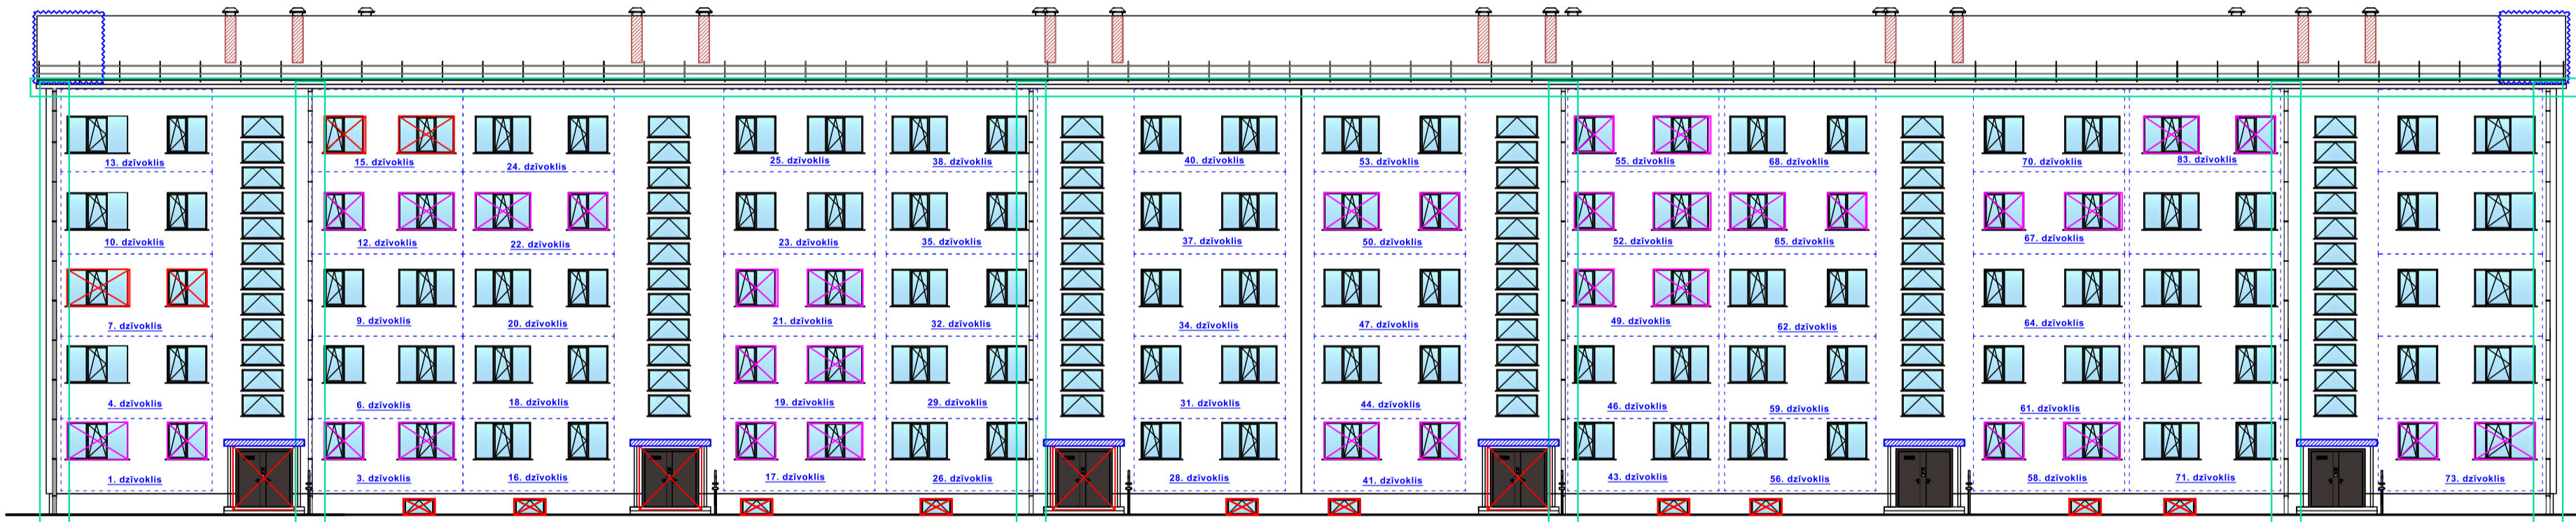 13. dzīvoklis
15. dzīvoklis
24. dzīvoklis
25. dzīvoklis
38. dzīvoklis
40. dzīvoklis
53. dzīvoklis
55. dzīvoklis
68. dzīvoklis
70. dzīvoklis
83. dzīvoklis
10. dzīvoklis
12. dzīvoklis
22. dzīvoklis
23. dzīvoklis
35. dzīvoklis
37. dzīvoklis
50. dzīvoklis
52. dzīvoklis
65. dzīvoklis
67. dzīvoklis
7. dzīvoklis
9. dzīvoklis
20. dzīvoklis
21. dzīvoklis
32. dzīvoklis
34. dzīvoklis
47. dzīvoklis
49. dzīvoklis
62. dzīvoklis
64. dzīvoklis
4. dzīvoklis
6. dzīvoklis
18. dzīvoklis
19. dzīvoklis
29. dzīvoklis
31. dzīvoklis
44. dzīvoklis
46. dzīvoklis
59. dzīvoklis
61. dzīvoklis
1. dzīvoklis
3. dzīvoklis
16. dzīvoklis
17. dzīvoklis
26. dzīvoklis
28. dzīvoklis
41. dzīvoklis
43. dzīvoklis
56. dzīvoklis
58. dzīvoklis
71. dzīvoklis
73. dzīvoklis